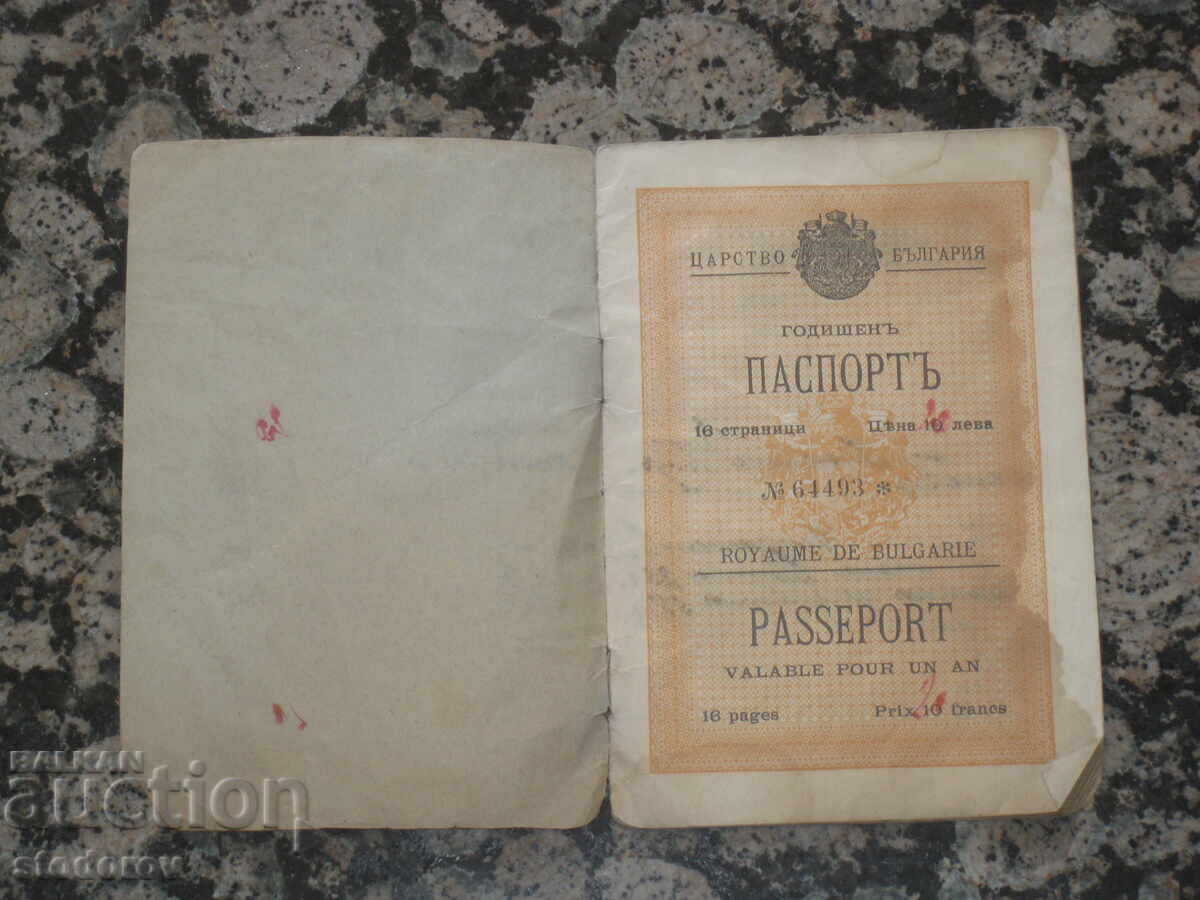 ЦАРСТВО БЪЛГАРИЯ
ГОДИШЕНЪ
ПАСПОРТЪ
16 страници Цѣна 10 лева
№ 64493 *
ROYAUME DE BULGARIE
PASSEPORT
VALABLE POUR UN AN
16 pages Prix 10 francs
BALKAN
auction
stodorov